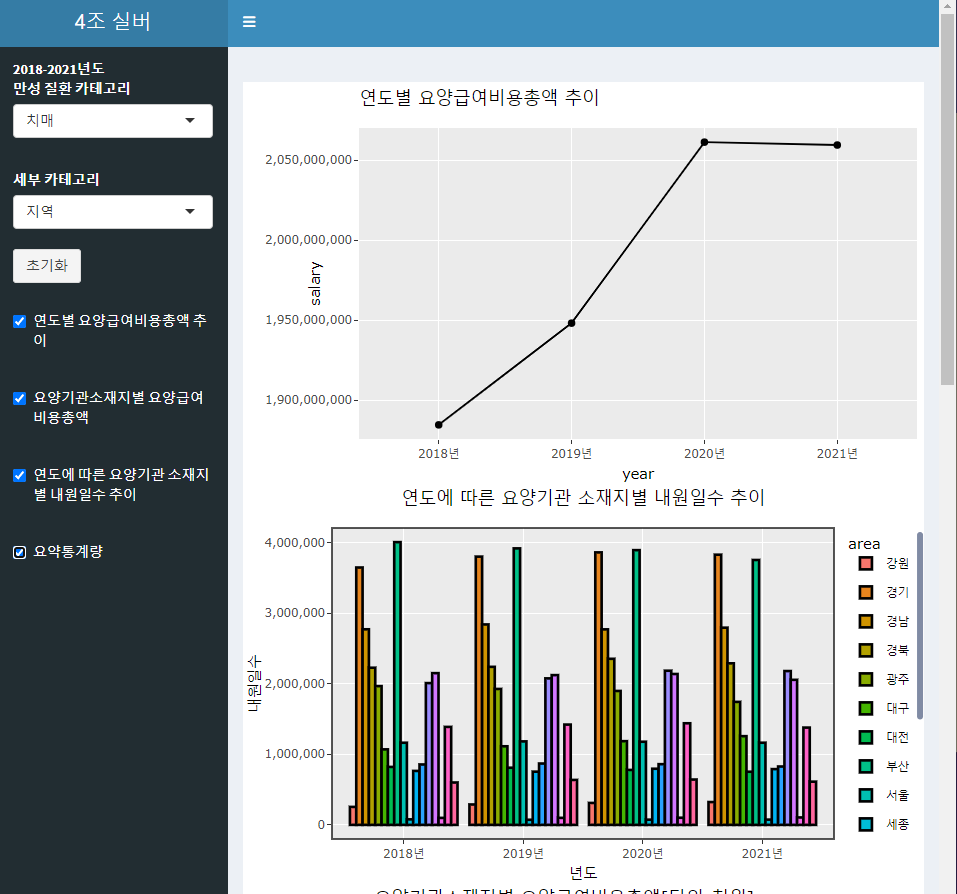 4조 실버
2018-2021년도
만성 질환 카테고리
치매
세부 카테고리
지역
초기화
연도별 요양급여비용총액 추
이
요양기관소재지별 요양급여
비용총액
연도에 따른 요양기관 소재지
별 내원일수 추이
요약통계량
연도별 요양급여비용총액 추이
2,050,000,000
2,000,000,000
1,950,000,000
1,900,000,000
salary
2018년 2019년 2020년 2021년
year
연도에 따른 요양기관 소재지별 내원일수 추이
4,000,000
3,000,000
2,000,000
1,000,000
0
내원일수
2018년 2019년 2020년 2021년
년도
area
강원
경기
경남
경북
광주
대구
대전
부산
서울
세종